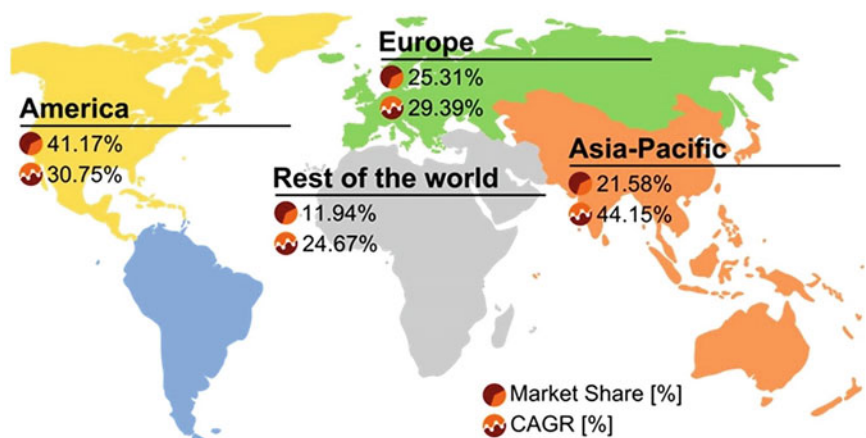 Europe
25.31%
29.39%
America
41.17%
30.75%
Asia-Pacific
21.58%
44.15%
Rest of the world
11.94%
24.67%
Market Share [%]
CAGR [%]